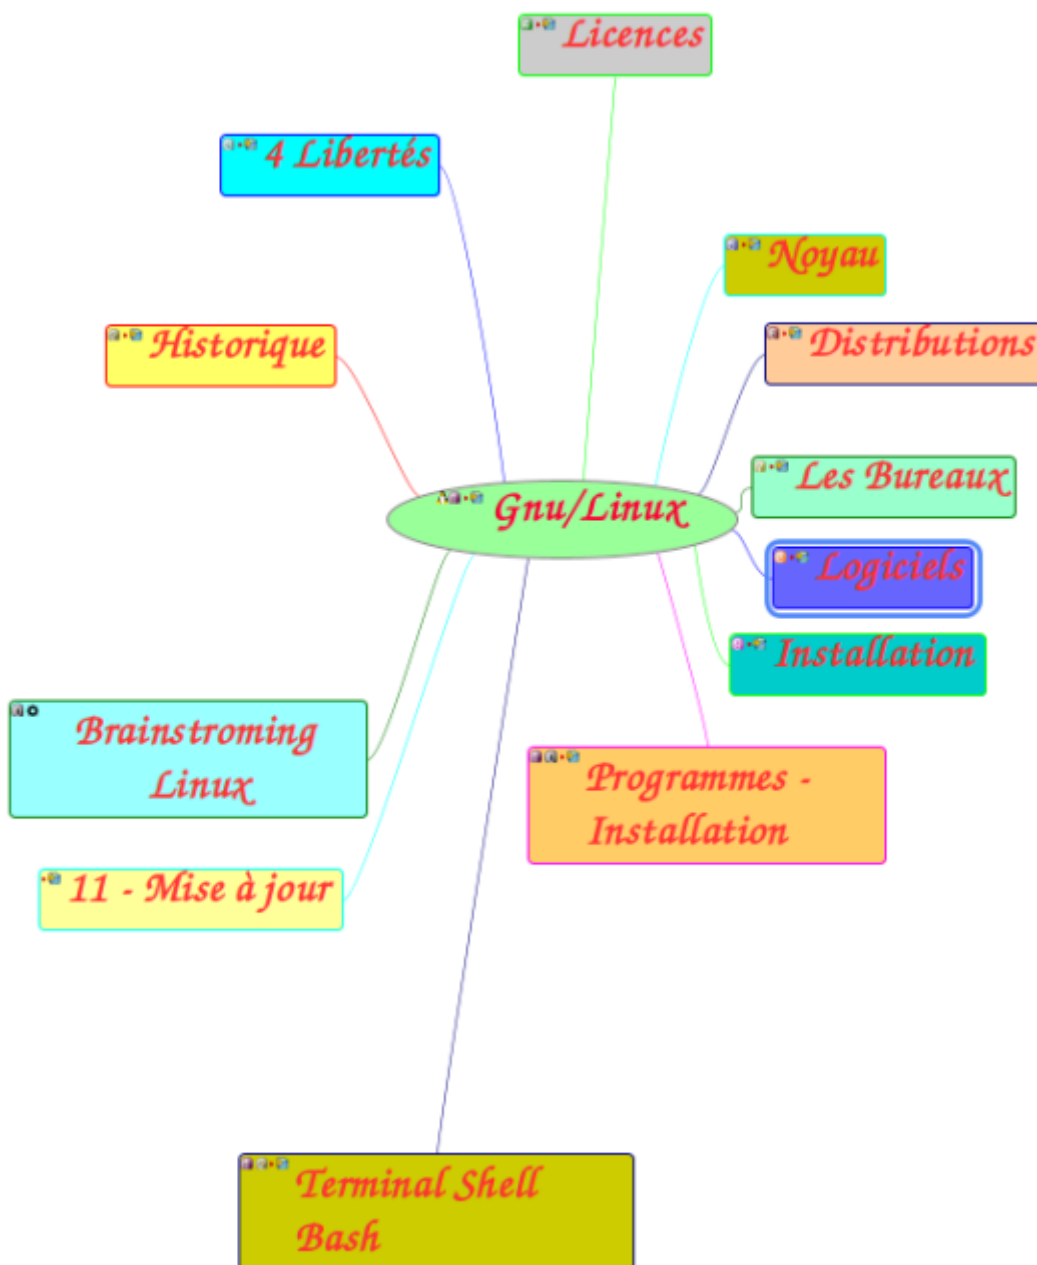 Licences
4 Libertés
Noyau
Historique
Distributions
Les Bureaux
Gnu/Linux
Logiciels
Installation
Brainstroming
Linux
Programmes -
Installation
11 - Mise à jour
Terminal Shell
Bash